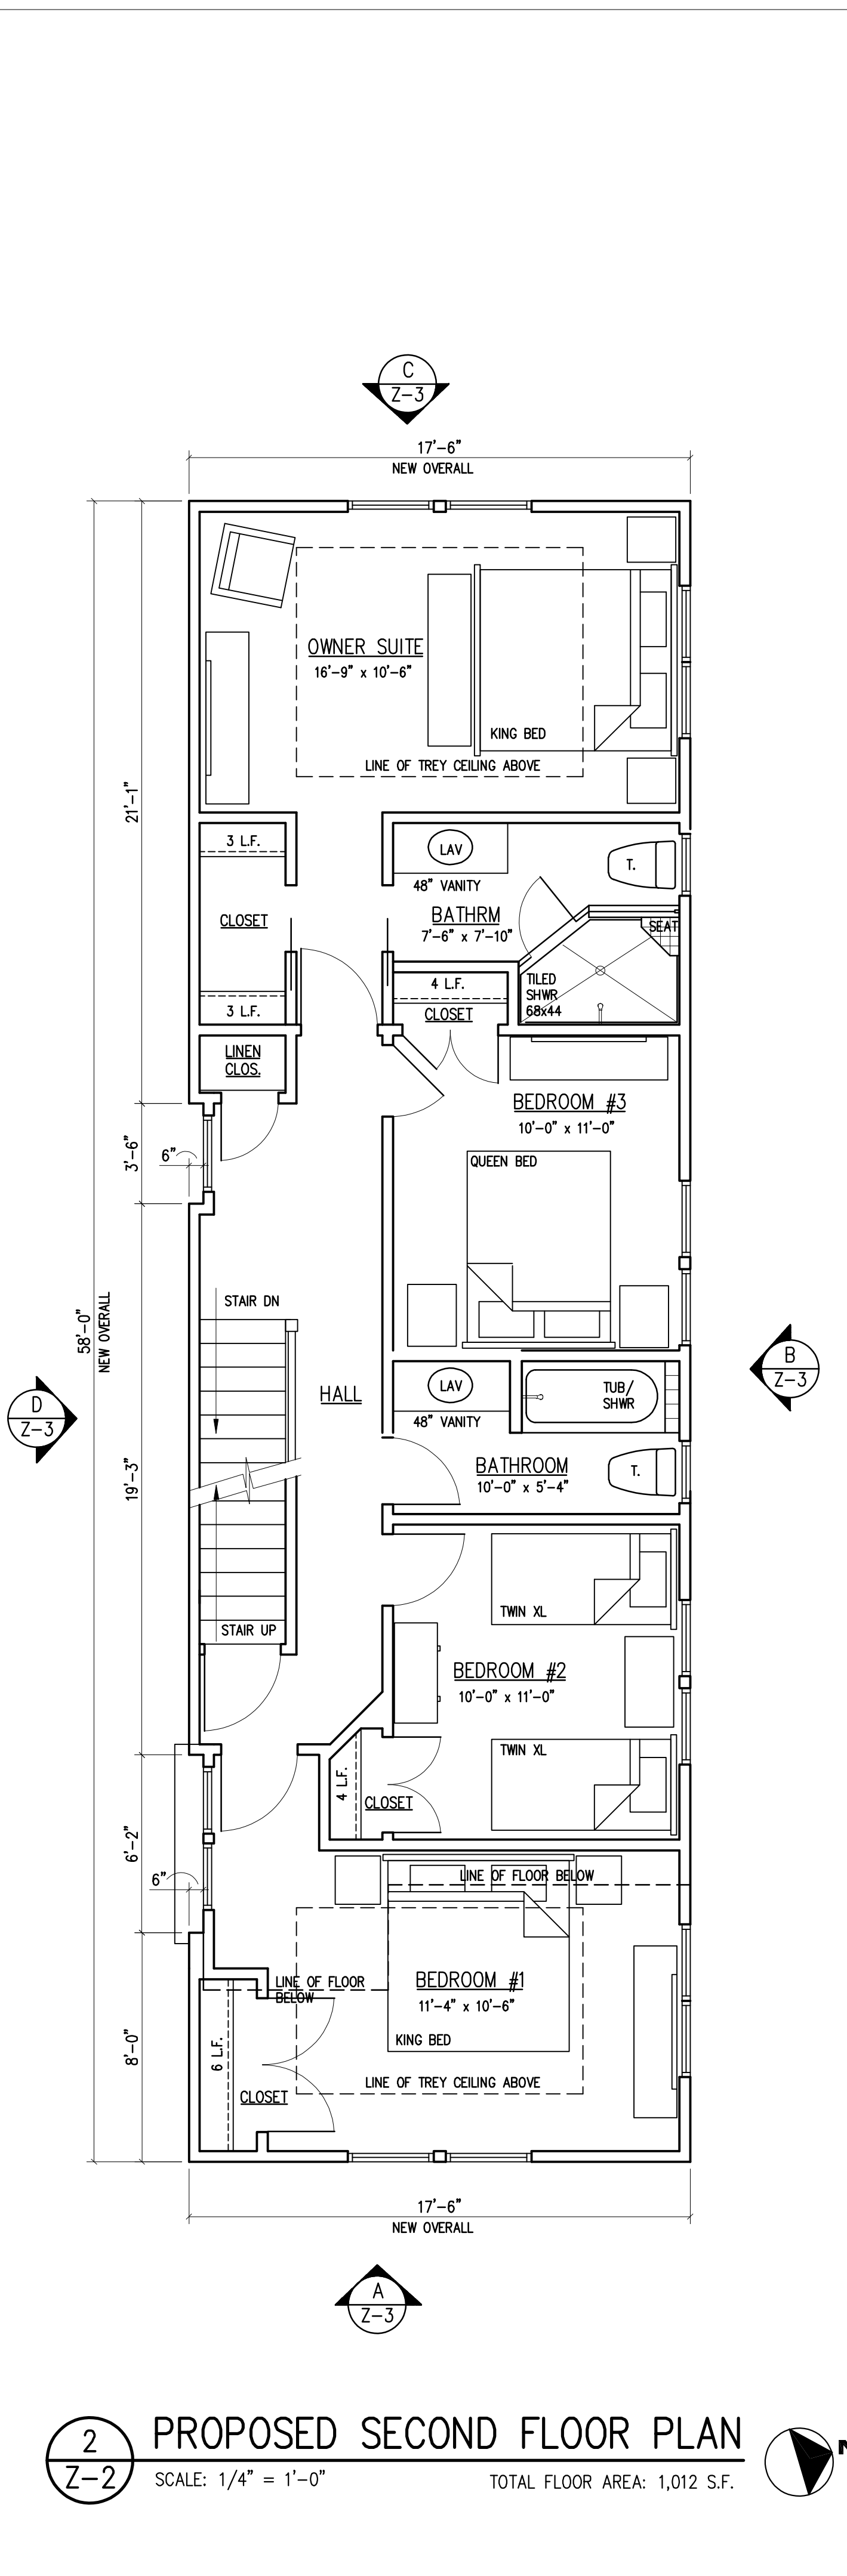 C
Z-3
17'-6"
NEW OVERALL
OWNER SUITE
16'-9" x 10'-6"
KING BED
LINE OF TREY CEILING ABOVE
21'-1"
3 L.F.
LAV
T.
48" VANITY
CLOSET
BATHRM
7'-6" x 7'-10"
SEAT
4 L.F.
TILED
SHWR
68x44
3 L.F.
CLOSET
LINEN
CLOS.
BEDROOM #3
10'-0" x 11'-0"
3'-6"
6"
QUEEN BED
STAIR DN
58'-0"
NEW OVERALL
B
Z-3
D
Z-3
HALL
LAV
TUB/
SHWR
48" VANITY
BATHROOM
10'-0" x 5'-4"
T.
19'-3"
TWIN XL
STAIR UP
BEDROOM #2
10'-0" x 11'-0"
TWIN XL
4 L.F.
CLOSET
6'-2"
6"
LINE OF FLOOR BELOW
LINE OF FLOOR
BELOW
BEDROOM #1
11'-4" x 10'-6"
KING BED
6 L.F.
8'-0"
LINE OF TREY CEILING ABOVE
CLOSET
17'-6"
NEW OVERALL
A
Z-3
2
Z-2
PROPOSED SECOND FLOOR PLAN
SCALE: 1/4" = 1'-0"
TOTAL FLOOR AREA: 1,012 S.F.